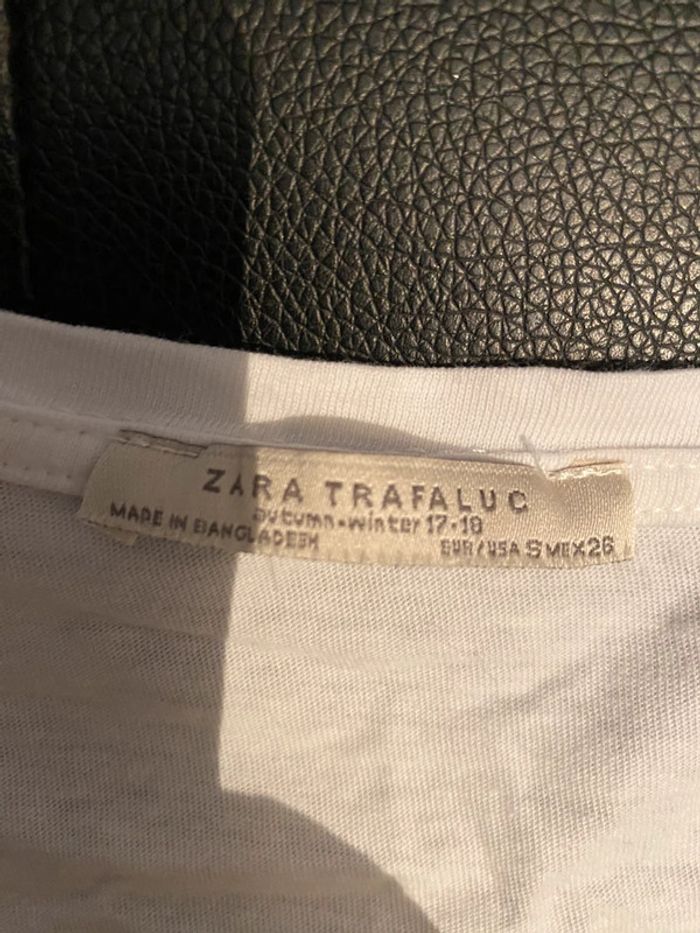 ZARA TRAFALUC
autumn-winter 17-18
MADE IN BANGLADESH
EUR/USA S MEX 26